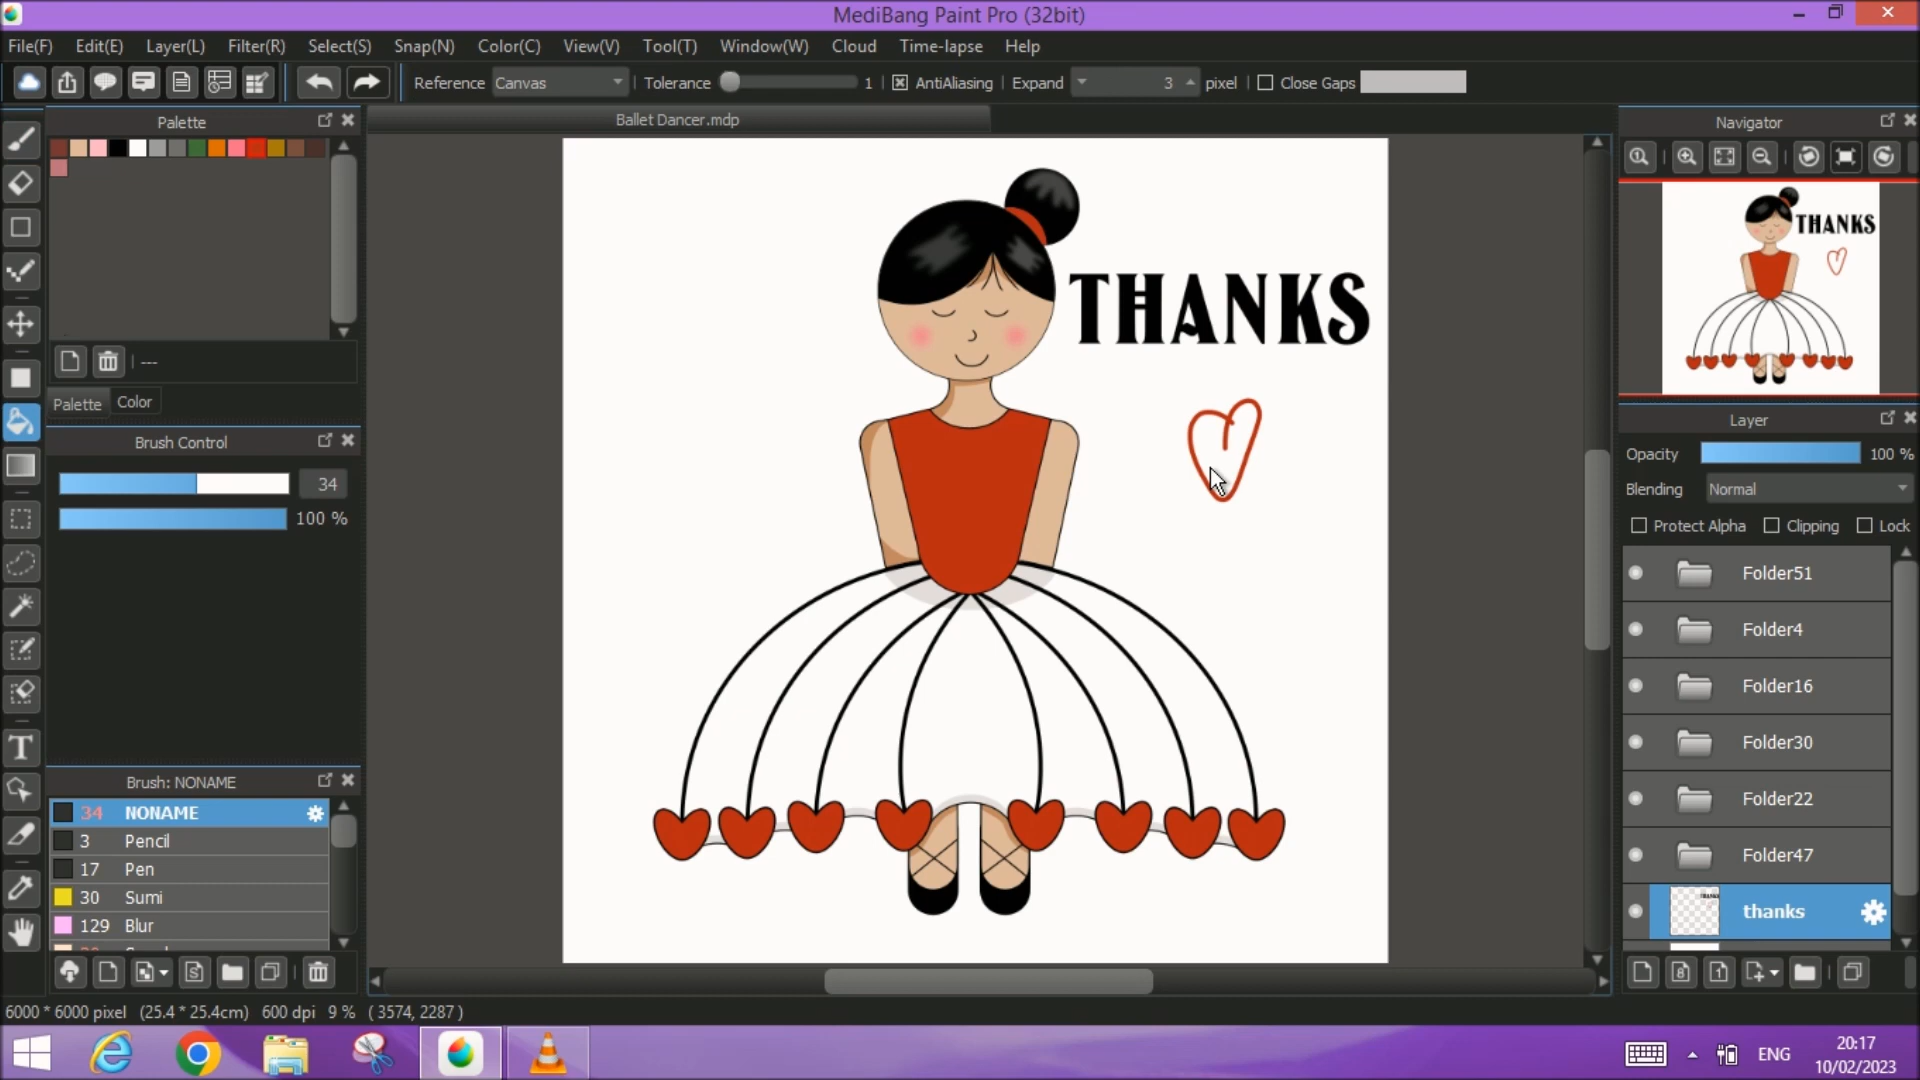 MediBang Paint Pro (32bit)
File(F) Edit(E) Layer(L) Filter(R) Select(S) Snap(N) Color(C) View(V) Tool(T) Window(W) Cloud Time-lapse Help
Reference Canvas Tolerance 1 AntiAliasing Expand 3 pixel Close Gaps
Palette
---
Palette Color
Brush Control
34
100 %
Brush: NONAME
34 NONAME
3 Pencil
17 Pen
30 Sumi
129 Blur
Ballet Dancer.mdp
THANKS
Navigator
THANKS
Layer
Opacity 100 %
Blending Normal
Protect Alpha Clipping Lock
Folder51
Folder4
Folder16
Folder30
Folder22
Folder47
thanks
6000 * 6000 pixel (25.4 * 25.4cm) 600 dpi 9 % ( 3574, 2287 )
ENG
20:17
10/02/2023